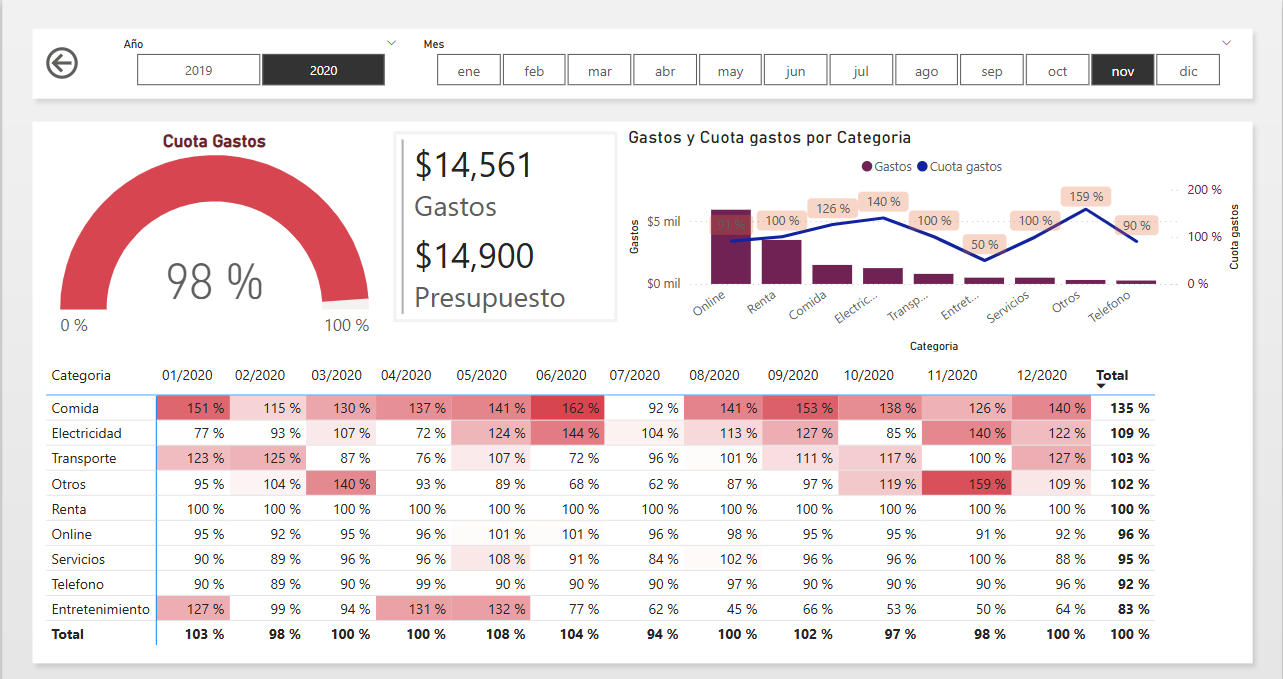 Año
2019 2020
Mes
ene feb mar abr may jun jul ago sep oct nov dic
Cuota Gastos
98 %
0 % 100 %
$14,561
Gastos
$14,900
Presupuesto
Gastos y Cuota gastos por Categoria
Gastos Cuota gastos
Gastos
$5 mil
$0 mil
91 % 100 % 126 % 140 % 100 % 50 % 100 % 159 % 90 %
200 %
100 %
0 %
Cuota gastos
Online Renta Comida Electric... Transp... Entret... Servicios Otros Telefono
Categoria
Categoria 01/2020 02/2020 03/2020 04/2020 05/2020 06/2020 07/2020 08/2020 09/2020 10/2020 11/2020 12/2020 Total
Comida 151 % 115 % 130 % 137 % 141 % 162 % 92 % 141 % 153 % 138 % 126 % 140 % 135 %
Electricidad 77 % 93 % 107 % 72 % 124 % 144 % 104 % 113 % 127 % 85 % 140 % 122 % 109 %
Transporte 123 % 125 % 87 % 76 % 107 % 72 % 96 % 101 % 111 % 117 % 100 % 127 % 103 %
Otros 95 % 104 % 140 % 93 % 89 % 68 % 62 % 87 % 97 % 119 % 159 % 109 % 102 %
Renta 100 % 100 % 100 % 100 % 100 % 100 % 100 % 100 % 100 % 100 % 100 % 100 % 100 %
Online 95 % 92 % 95 % 96 % 101 % 101 % 96 % 98 % 95 % 95 % 91 % 92 % 96 %
Servicios 90 % 89 % 96 % 96 % 108 % 91 % 84 % 102 % 96 % 96 % 100 % 88 % 95 %
Telefono 90 % 89 % 90 % 99 % 90 % 90 % 90 % 97 % 90 % 90 % 90 % 96 % 92 %
Entretenimiento 127 % 99 % 94 % 131 % 132 % 77 % 62 % 45 % 66 % 53 % 50 % 64 % 83 %
Total 103 % 98 % 100 % 100 % 108 % 104 % 94 % 100 % 102 % 97 % 98 % 100 % 100 %